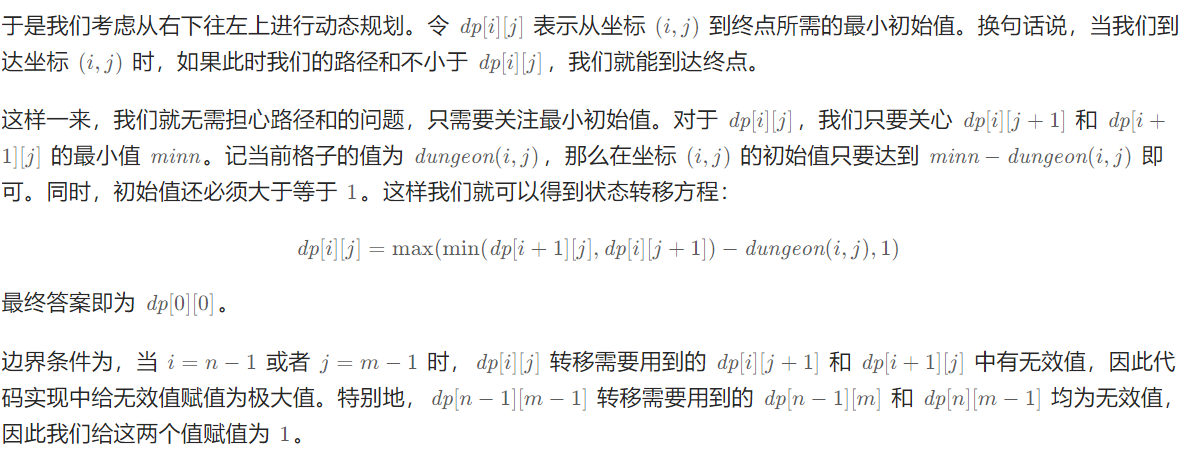 于是我们考虑从右下往左上进行动态规划。令 dp[i][j] 表示从坐标 (i, j) 到终点所需的最小初始值。换句话说，当我们到
达坐标 (i, j) 时，如果此时我们的路径和不小于 dp[i][j]，我们就能到达终点。
这样一来，我们就无需担心路径和的问题，只需要关注最小初始值。对于 dp[i][j]，我们只要关心 dp[i][j + 1] 和 dp[i +
1][j] 的最小值 minn。记当前格子的值为 dungeon(i, j)，那么在坐标 (i, j) 的初始值只要达到 minn − dungeon(i, j) 即
可。同时，初始值还必须大于等于 1。这样我们就可以得到状态转移方程：
dp[i][j] = max(min(dp[i + 1][j], dp[i][j + 1]) − dungeon(i, j), 1)
最终答案即为 dp[0][0]。
边界条件为，当 i = n − 1 或者 j = m − 1 时，dp[i][j] 转移需要用到的 dp[i][j + 1] 和 dp[i + 1][j] 中有无效值，因此代
码实现中给无效值赋值为极大值。特别地，dp[n − 1][m − 1] 转移需要用到的 dp[n − 1][m] 和 dp[n][m − 1] 均为无效值，
因此我们给这两个值赋值为 1。